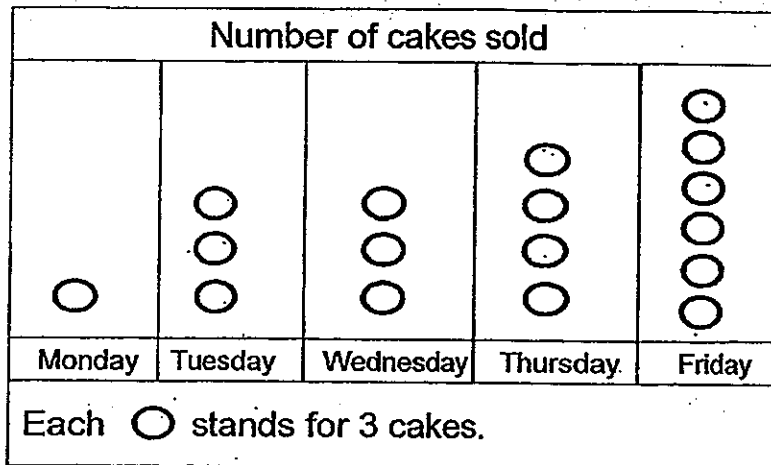 Number of cakes sold
Monday Tuesday Wednesday Thursday Friday
Each stands for 3 cakes.